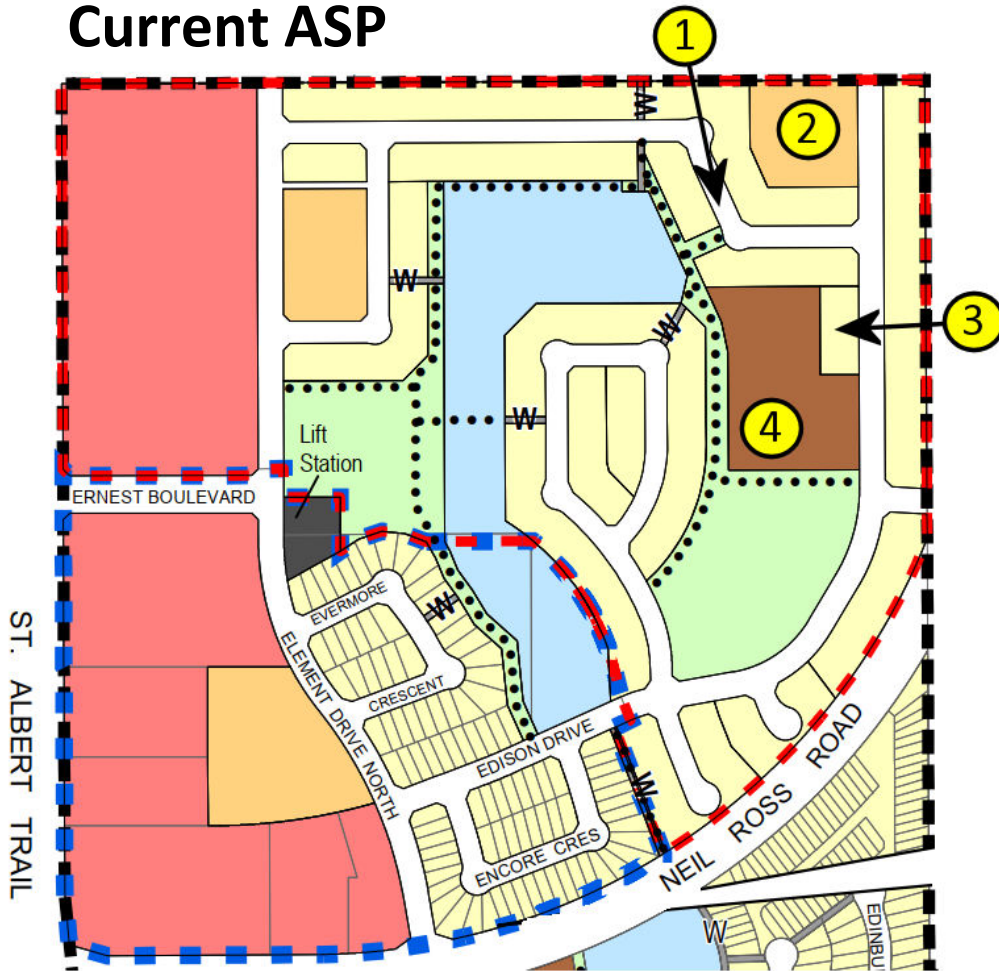 Current ASP
1
2
W
W
3
W
W
4
Lift
Station
ERNEST BOULEVARD
EVERMORE
W
CRESCENT
ELEMENT DRIVE NORTH
EDISON DRIVE
W
ENCORE CRES
NEIL ROSS ROAD
ST. ALBERT TRAIL
W
EDINBU